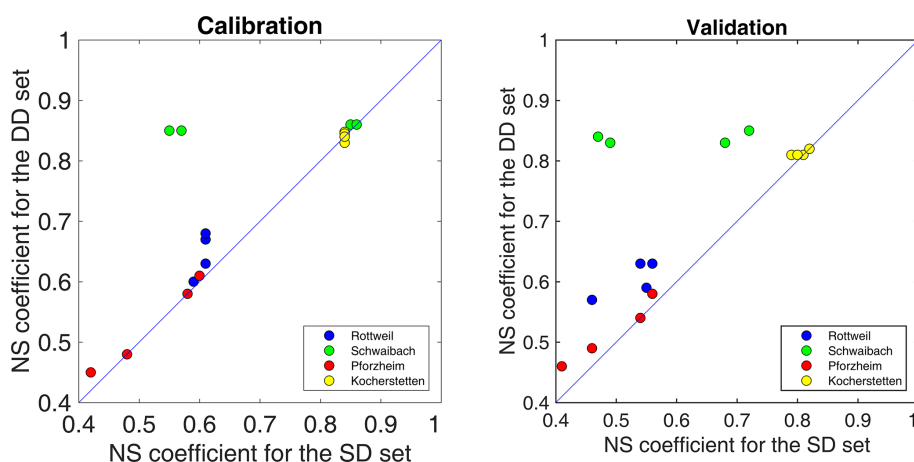 Calibration
1
0.9
0.8
0.7
0.6
0.5
0.4
NS coefficient for the DD set
0.4 0.5 0.6 0.7 0.8 0.9 1
NS coefficient for the SD set
Rottweil
Schwaibach
Pforzheim
Kocherstetten
Validation
1
0.9
0.8
0.7
0.6
0.5
0.4
NS coefficient for the DD set
0.4 0.5 0.6 0.7 0.8 0.9 1
NS coefficient for the SD set
Rottweil
Schwaibach
Pforzheim
Kocherstetten